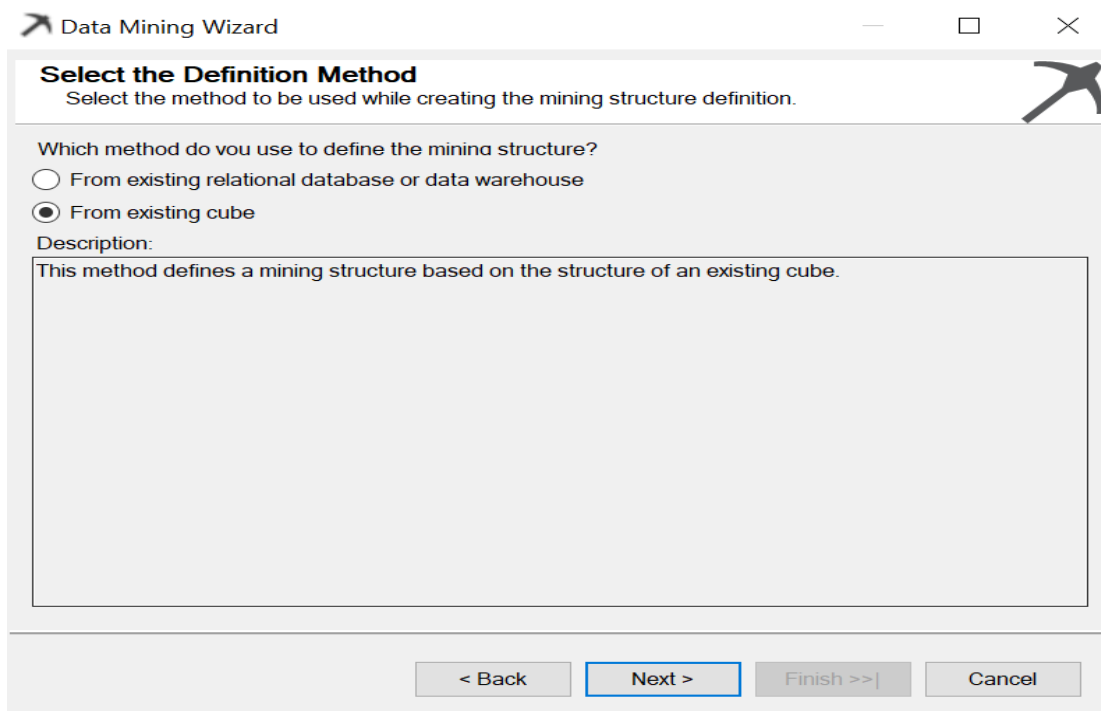 Data Mining Wizard
Select the Definition Method
Select the method to be used while creating the mining structure definition.
Which method do you use to define the mining structure?
From existing relational database or data warehouse
From existing cube
Description:
This method defines a mining structure based on the structure of an existing cube.
< Back Next > Finish >>| Cancel